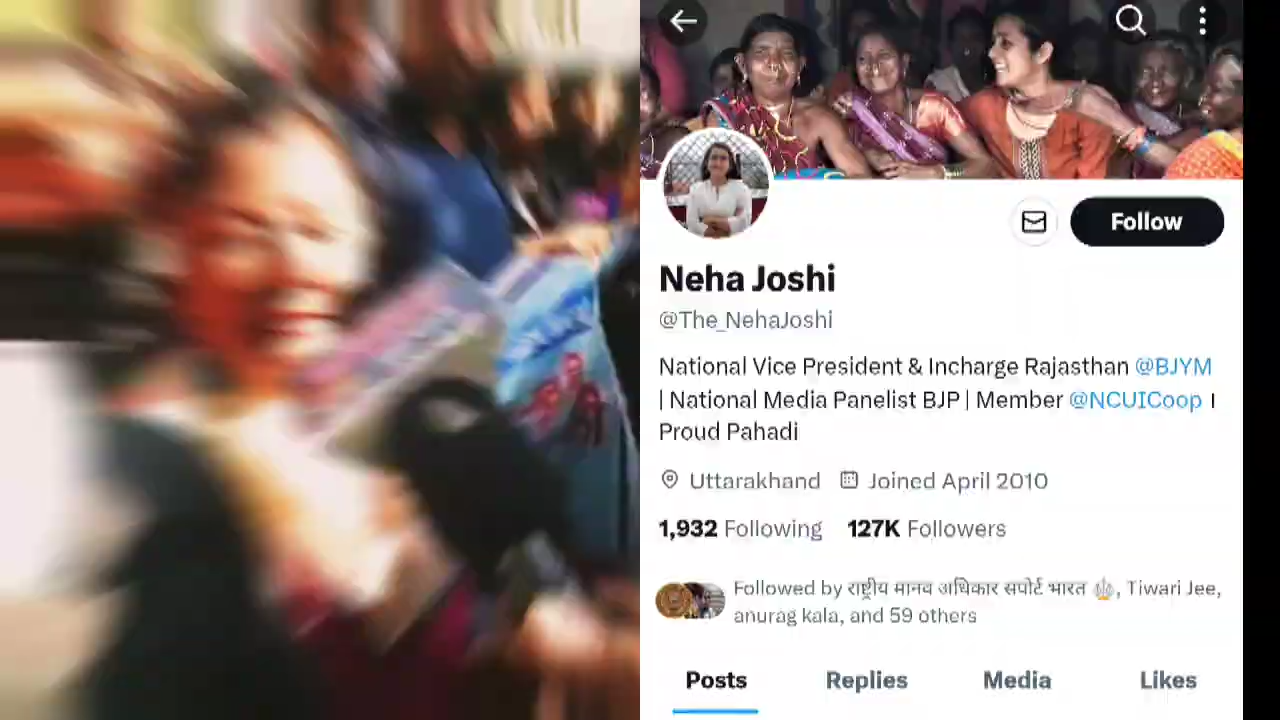 Follow
Neha Joshi
@The_NehaJoshi
National Vice President & Incharge Rajasthan @BJYM
| National Media Panelist BJP | Member @NCUICoop ।
Proud Pahadi
Uttarakhand Joined April 2010
1,932 Following 127K Followers
Followed by राष्ट्रीय मानव अधिकार सपोर्ट भारत, Tiwari Jee,
anurag kala, and 59 others
Posts Replies Media Likes